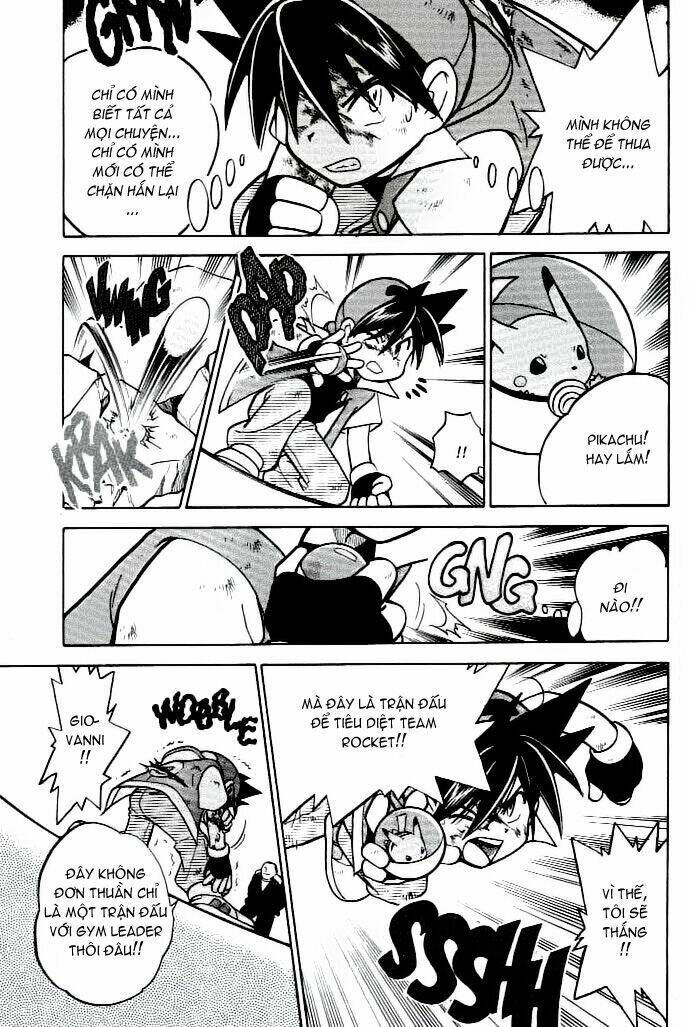 MÌNH KHÔNG
THỂ ĐỂ THUA
ĐƯỢC...
CHỈ CÓ MÌNH
BIẾT TẤT CẢ
MỌI CHUYỆN...
CHỈ CÓ MÌNH
MỚI CÓ THỂ
CHẶN HẮN LẠI
...
PIKACHU!
HAY LẮM!
!!
KRAK
ĐI
NÀO!!
GNG
GNG
GIO-
VANNI
!!
WOBBLE
ĐÂY KHÔNG
ĐƠN THUẦN CHỈ
LÀ MỘT TRẬN ĐẤU
VỚI GYM LEADER
THÔI ĐÂU!!
MÀ ĐÂY LÀ TRẬN ĐẤU
ĐỂ TIÊU DIỆT TEAM
ROCKET!!
VÌ THẾ,
TÔI SẼ
THẮNG
!!
SSSHH